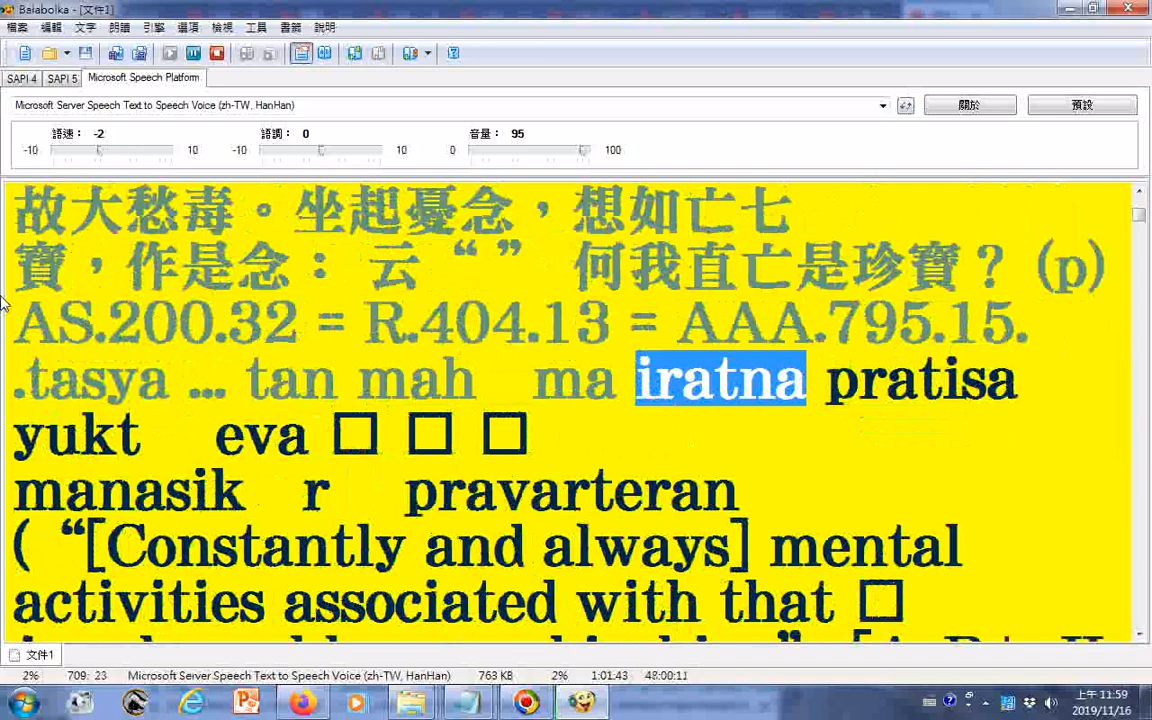 Balabolka - [文件1]
檔案 編輯 文字 朗讀 引擎 選項 檢視 工具 書籤 說明
SAPI 4 SAPI 5 Microsoft Speech Platform
Microsoft Server Speech Text to Speech Voice (zh-TW, HanHan)
關於 預設
語速： -2 語調： 0 音量： 95
-10 10 -10 10 0 100
故大愁毒。坐起憂念，想如亡七
寶，作是念： 云 “ ” 何我直亡是珍寶？ (p)
AS.200.32 = R.404.13 = AAA.795.15.
.tasya ... tan mah ma iratna pratisa
yukt eva □ □ □
manasik r pravarteran
( “[Constantly and always] mental
activities associated with that □
文件1
2% 709: 23 Microsoft Server Speech Text to Speech Voice (zh-TW, HanHan) 763 KB 2% 1:01:43 48:00:11
上午 11:59
2019/11/16